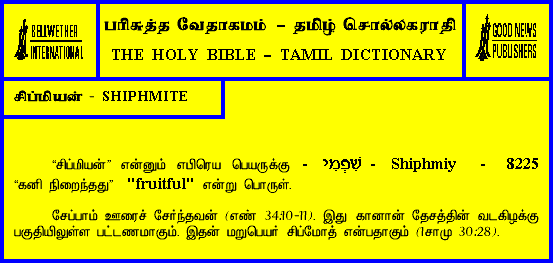 BELLWETHER
INTERNATIONAL
பரிசுத்த வேதாகமம் – தமிழ் சொல்லகராதி
THE HOLY BIBLE – TAMIL DICTIONARY
GOOD NEWS
PUBLISHERS
சிப்மியன் - SHIPHMITE
“சிப்மியன்” என்னும் எபிரெய பெயருக்கு - שִׁפְמִי - Shiphmiy - 8225
“கனி நிறைந்தது” "fruitful" என்று பொருள்.
சேப்பாம் ஊரைச் சேர்ந்தவன் (எண் 34:10-11). இது கானான் தேசத்தின் வடகிழக்கு
பகுதியிலுள்ள பட்டணமாகும். இதன் மறுபெயர் சிப்மோத் என்பதாகும் (1சாமு 30:28).